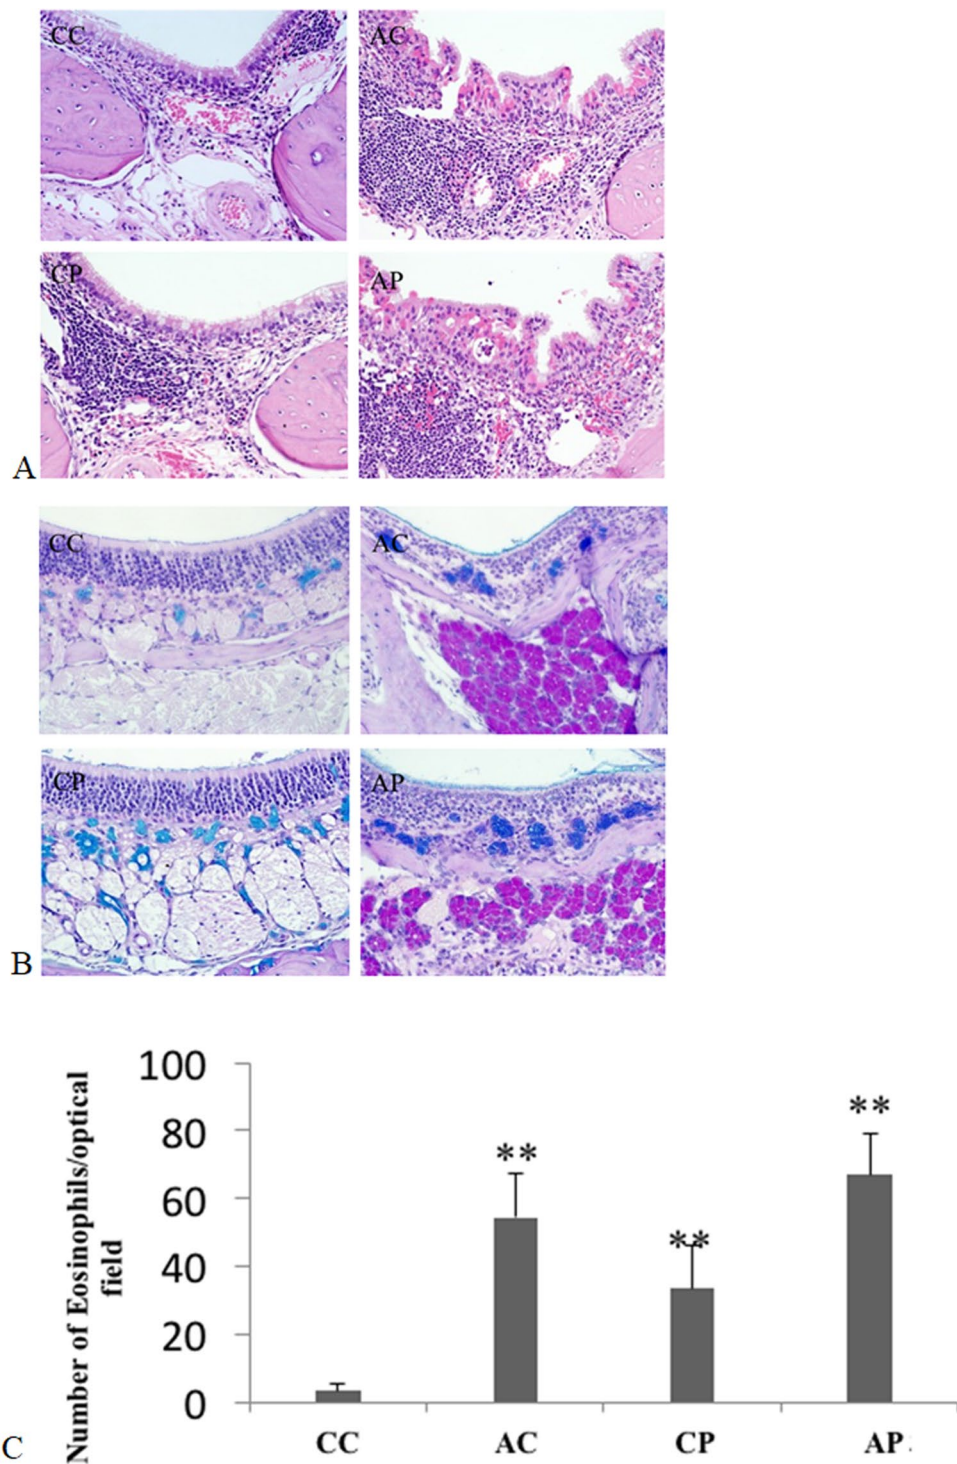 CC AC
CP AP
A
CC AC
CP AP
B
100
80
60
40
20
0
Number of Eosinophils/optical
field
**
**
**
**
CC AC CP AP
C